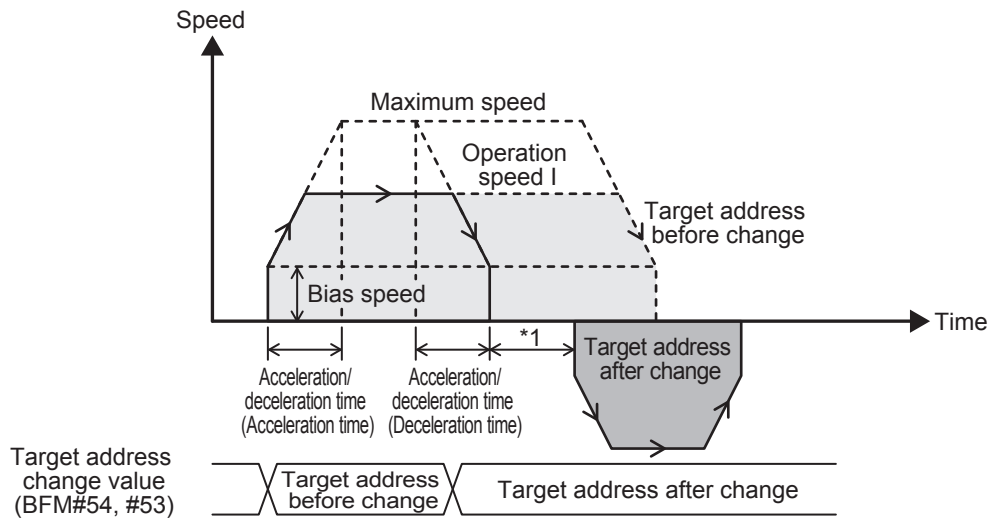 Speed
Maximum speed
Operation
speed I
Target address
before change
Bias speed
*1
Time
Target address
after change
Acceleration/
deceleration time
(Acceleration time)
Acceleration/
deceleration time
(Deceleration time)
Target address
change value
(BFM#54, #53)
Target address
before change
Target address after change